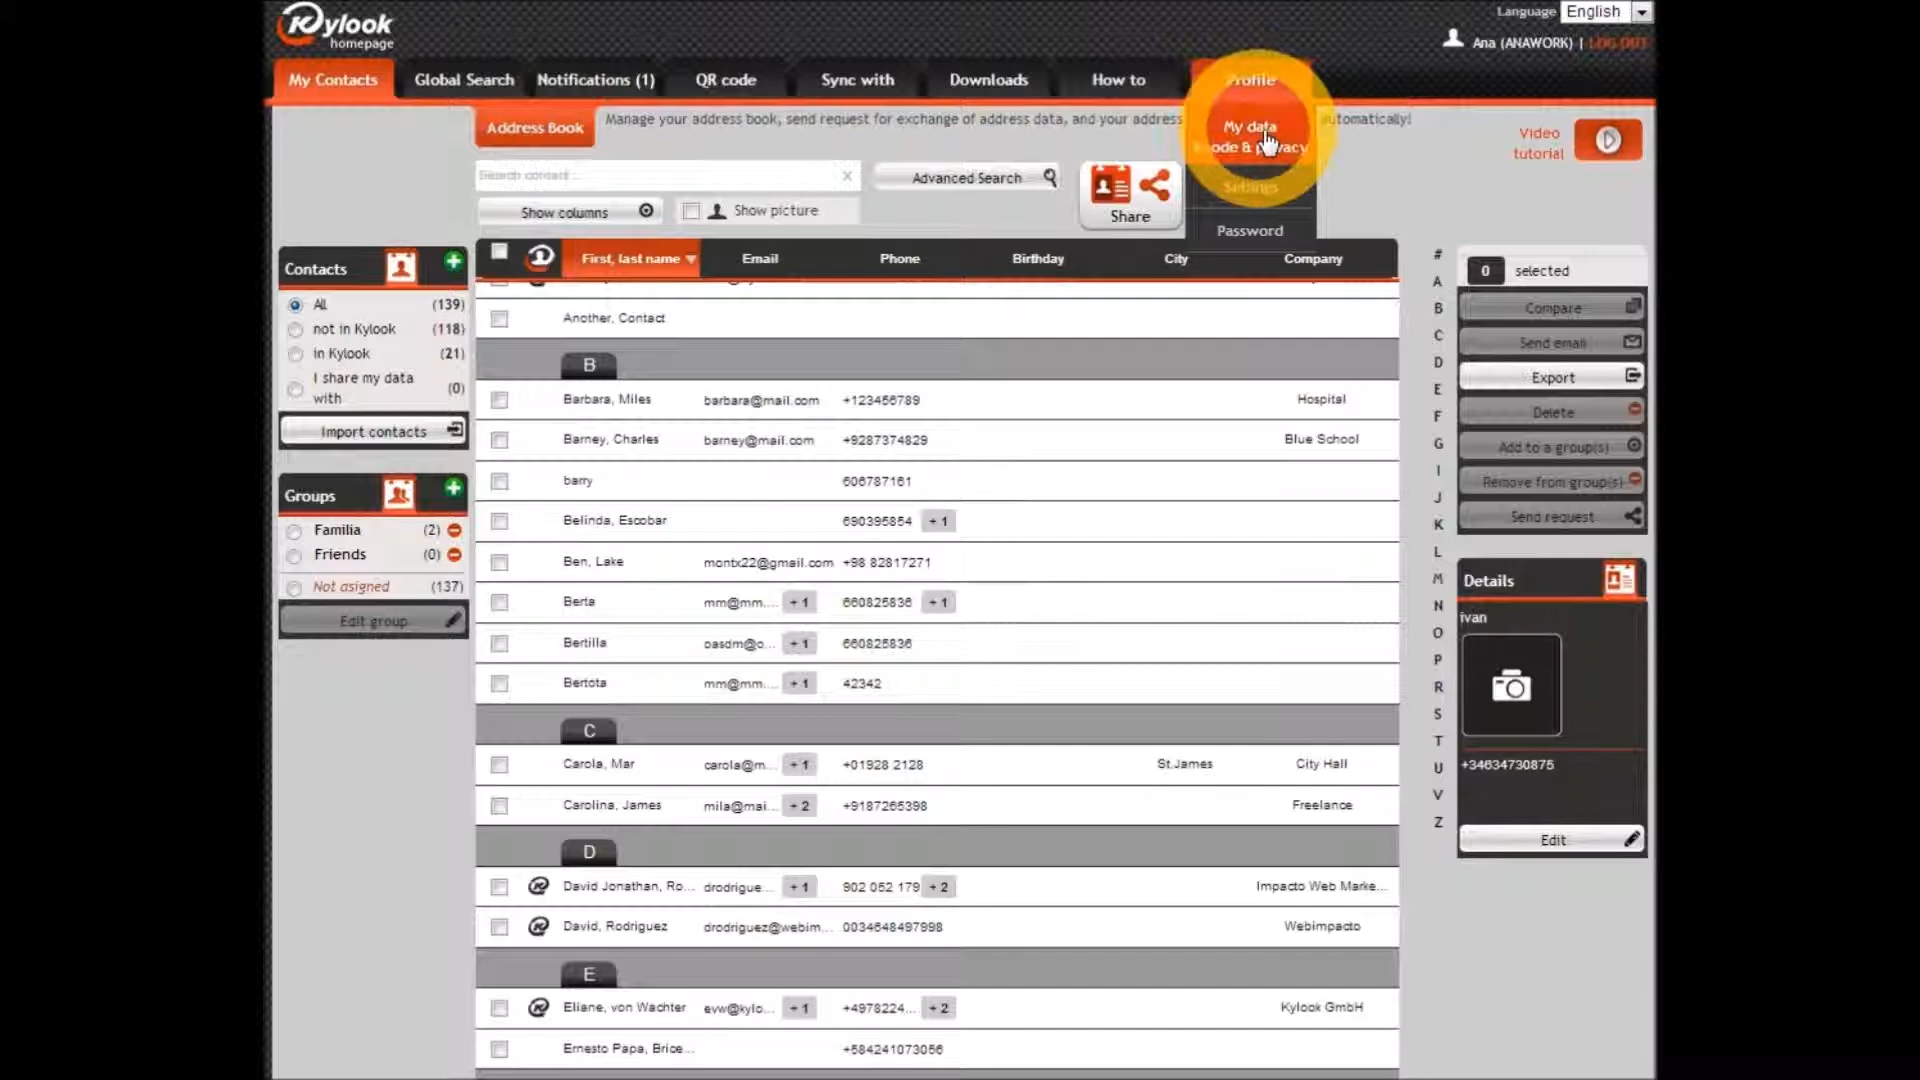 Kylook
homepage
Language English
Ana (ANAWORK) | LOG OUT
My Contacts Global Search Notifications (1) QR code Sync with Downloads How to Profile
Address Book
Manage your address book, send request for exchange of address data, and your address
utomatically!
My data
ode & privacy
Settings
Password
Video
tutorial
Search contact ... x
Advanced Search
Show columns
Show picture
Share
Contacts
All (139)
not in Kylook (118)
in Kylook (21)
I share my data
with (0)
Import contacts
Groups
Familia (2)
Friends (0)
Not asigned (137)
Edit group
First, last name Email Phone Birthday City Company
Another, Contact
B
Barbara, Miles barbara@mail.com +123456789 Hospital
Barney, Charles barney@mail.com +9287374829 Blue School
barry 606787161
Belinda, Escobar 690395854 + 1
Ben, Lake montx22@gmail.com +98 82817271
Berta mm@mm.... + 1 660825836 + 1
Bertilla oasdm@o... + 1 660825836
Bertota mm@mm.... + 1 42342
C
Carola, Mar carola@m... + 1 +01928 2128 St.James City Hall
Carolina, James mila@mai... + 2 +9187265398 Freelance
D
David Jonathan, Ro... drodrigue... + 1 902 052 179 + 2 Impacto Web Marke...
David, Rodriguez drodriguez@webim... 0034648497998 Webimpacto
E
Eliane, von Wachter evw@kylo... + 1 +4978224... + 2 Kylook GmbH
Ernesto Papa, Brice... +584241073056
#
A
B
C
D
E
F
G
I
J
K
L
M
N
O
P
R
S
T
U
V
Z
0 selected
Compare
Send email
Export
Delete
Add to a group(s)
Remove from group(s)
Send request
Details
ivan
+34634730875
Edit